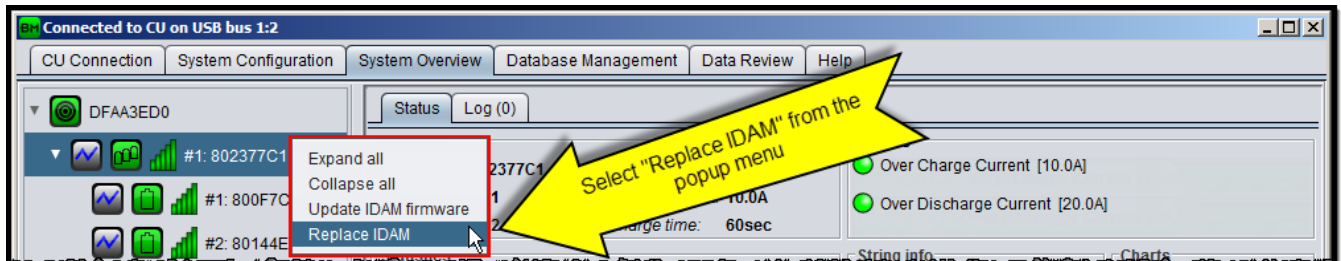 BM Connected to CU on USB bus 1:2
CU Connection System Configuration System Overview Database Management Data Review Help
DFAA3ED0
Status Log (0)
#1: 802377C1
Expand all
Collapse all
Update IDAM firmware
Replace IDAM
2377C1
1
10.0A
60sec
Select "Replace IDAM" from the
popup menu
Over Charge Current [10.0A]
Over Discharge Current [20.0A]
#1: 800F7C
#2: 80144E
String info
Charts